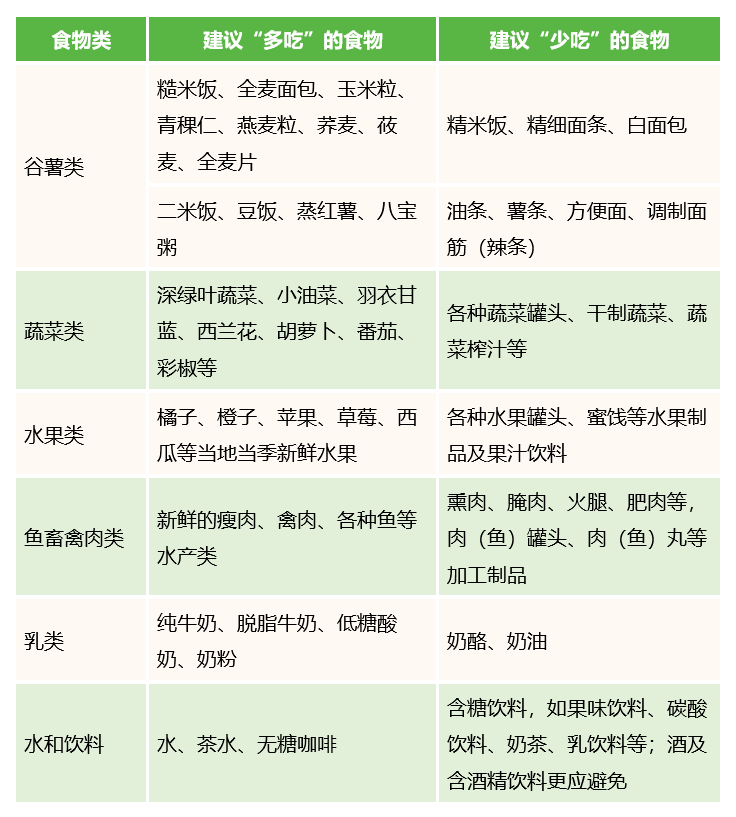 食物类
建议“多吃”的食物
建议“少吃”的食物
谷薯类
糙米饭、全麦面包、玉米粒、
青稞仁、燕麦粒、荞麦、莜
麦、全麦片
精米饭、精细面条、白面包
二米饭、豆饭、蒸红薯、八宝
粥
油条、薯条、方便面、调制面
筋（辣条）
蔬菜类
深绿叶蔬菜、小油菜、羽衣甘
蓝、西兰花、胡萝卜、番茄、
彩椒等
各种蔬菜罐头、干制蔬菜、蔬
菜榨汁等
水果类
橘子、橙子、苹果、草莓、西
瓜等当地当季新鲜水果
各种水果罐头、蜜饯等水果制
品及果汁饮料
鱼畜禽肉类
新鲜的瘦肉、禽肉、各种鱼等
水产类
熏肉、腌肉、火腿、肥肉等，
肉（鱼）罐头、肉（鱼）丸等
加工制品
乳类
纯牛奶、脱脂牛奶、低糖酸
奶、奶粉
奶酪、奶油
水和饮料
水、茶水、无糖咖啡
含糖饮料，如果味饮料、碳酸
饮料、奶茶、乳饮料等；酒及
含酒精饮料更应避免